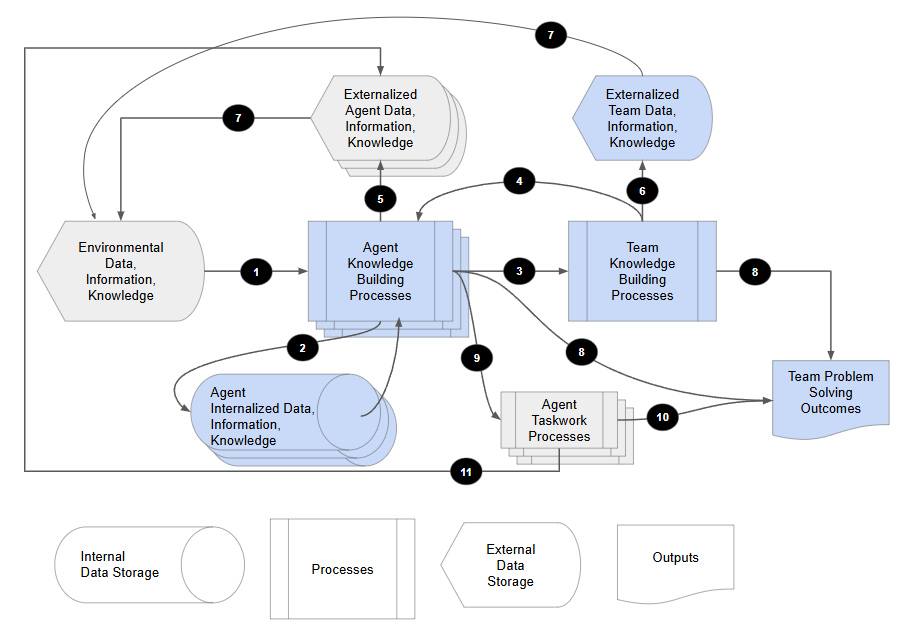 7
Externalized
Agent Data,
Information,
Knowledge
Externalized
Team Data,
Information,
Knowledge
7
5
4
6
Environmental
Data,
Information,
Knowledge
1
Agent
Knowledge
Building
Processes
3
Team
Knowledge
Building
Processes
8
2
9
8
Agent
Internalized Data,
Information,
Knowledge
Agent
Taskwork
Processes
10
Team Problem
Solving
Outcomes
11
Internal
Data Storage
Processes
External
Data
Storage
Outputs